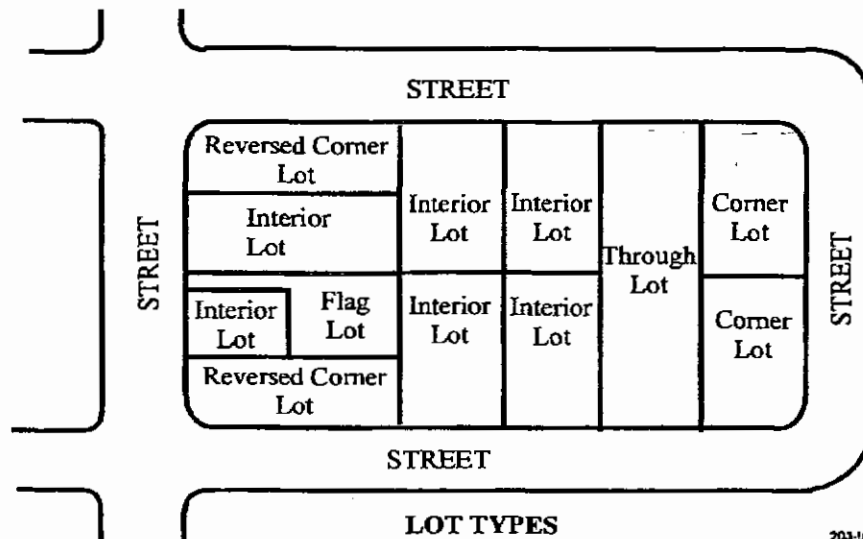 STREET
Reversed Corner
Lot
Interior
Lot
Interior
Lot
Interior
Lot
Corner
Lot
STREET
Through
Lot
STREET
Interior
Lot
Flag
Lot
Interior
Lot
Interior
Lot
Corner
Lot
Reversed Corner
Lot
STREET
LOT TYPES